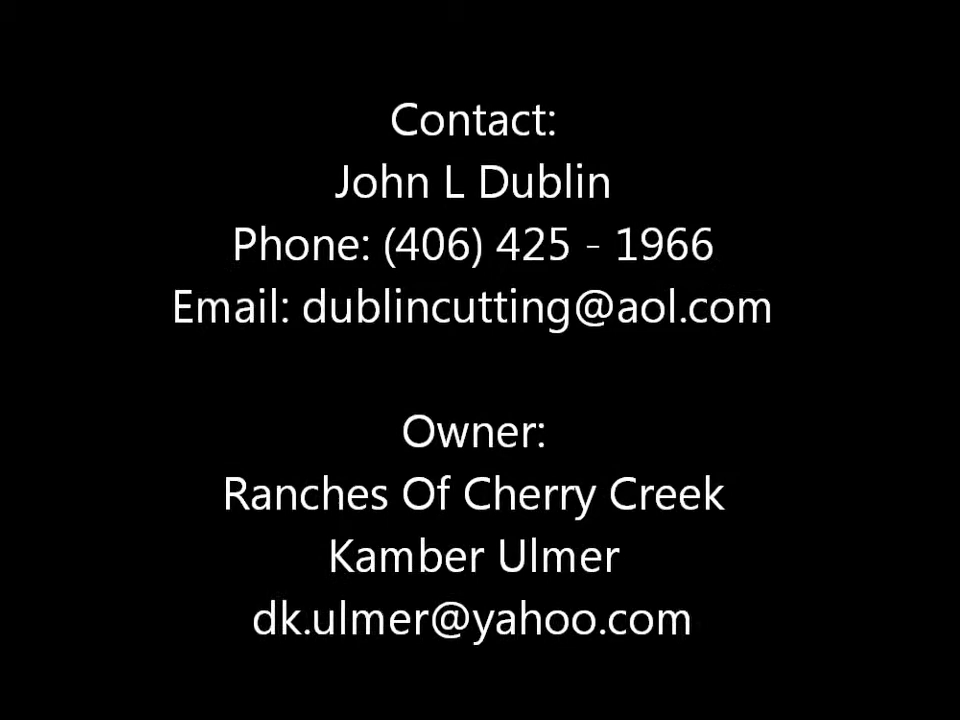 Contact:
John L Dublin
Phone: (406) 425 - 1966
Email: dublincutting@aol.com
Owner:
Ranches Of Cherry Creek
Kamber Ulmer
dk.ulmer@yahoo.com